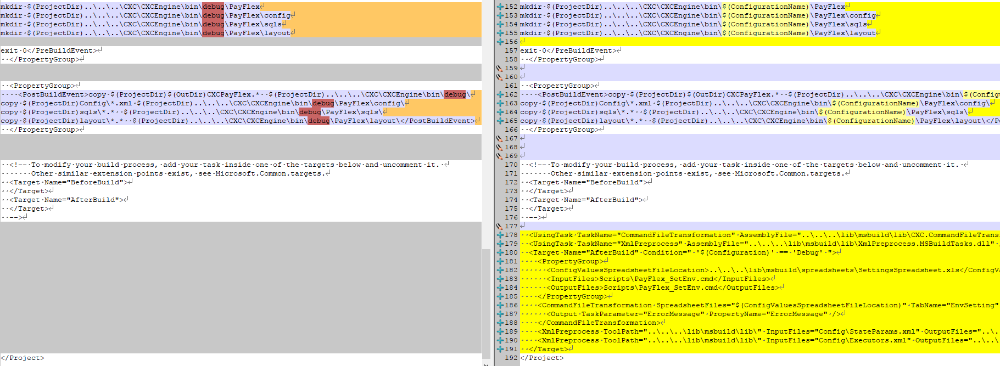 mkdir $(ProjectDir)..\..\..\CXC\CXCEngine\bin\debug\PayFlex
mkdir $(ProjectDir)..\..\..\CXC\CXCEngine\bin\debug\PayFlex\config
mkdir $(ProjectDir)..\..\..\CXC\CXCEngine\bin\debug\PayFlex\sqls
mkdir $(ProjectDir)..\..\..\CXC\CXCEngine\bin\debug\PayFlex\layout
exit 0</PreBuildEvent>
</PropertyGroup>
<PropertyGroup>
<PostBuildEvent>copy $(ProjectDir)$(OutDir)CXCPayFlex.* $(ProjectDir)..\..\..\CXC\CXCEngine\bin\debug\
copy $(ProjectDir)Config\*.xml $(ProjectDir)..\..\..\CXC\CXCEngine\bin\debug\PayFlex\config\
copy $(ProjectDir)sqls\*.* $(ProjectDir)..\..\..\CXC\CXCEngine\bin\debug\PayFlex\sqls\
copy $(ProjectDir)layout\*.* $(ProjectDir)..\..\..\CXC\CXCEngine\bin\debug\PayFlex\layout\</PostBuildEvent>
</PropertyGroup>
<!-- To modify your build process, add your task inside one of the targets below and uncomment it.
Other similar extension points exist, see Microsoft.Common.targets.
<Target Name="BeforeBuild">
</Target>
<Target Name="AfterBuild">
</Target>
-->
</Project>
152 mkdir $(ProjectDir)..\..\..\CXC\CXCEngine\bin\$(ConfigurationName)\PayFlex
153 mkdir $(ProjectDir)..\..\..\CXC\CXCEngine\bin\$(ConfigurationName)\PayFlex\config
154 mkdir $(ProjectDir)..\..\..\CXC\CXCEngine\bin\$(ConfigurationName)\PayFlex\sqls
155 mkdir $(ProjectDir)..\..\..\CXC\CXCEngine\bin\$(ConfigurationName)\PayFlex\layout
156
157 exit 0</PreBuildEvent>
158 </PropertyGroup>
159
160
161 <PropertyGroup>
162 <PostBuildEvent>copy $(ProjectDir)$(OutDir)CXCPayFlex.* $(ProjectDir)..\..\..\CXC\CXCEngine\bin\$(Config
163 copy $(ProjectDir)Config\*.xml $(ProjectDir)..\..\..\CXC\CXCEngine\bin\$(ConfigurationName)\PayFlex\config\
164 copy $(ProjectDir)sqls\*.* $(ProjectDir)..\..\..\CXC\CXCEngine\bin\$(ConfigurationName)\PayFlex\sqls\
165 copy $(ProjectDir)layout\*.* $(ProjectDir)..\..\..\CXC\CXCEngine\bin\$(ConfigurationName)\PayFlex\layout\</Po
166 </PropertyGroup>
167
168
169
170 <!-- To modify your build process, add your task inside one of the targets below and uncomment it.
171 Other similar extension points exist, see Microsoft.Common.targets.
172 <Target Name="BeforeBuild">
173 </Target>
174 <Target Name="AfterBuild">
175 </Target>
176 -->
177
178 <UsingTask TaskName="CommandFileTransformation" AssemblyFile="..\..\..\lib\msbuild\lib\CXC.CommandFileTrans
179 <UsingTask TaskName="XmlPreprocess" AssemblyFile="..\..\..\lib\msbuild\lib\XmlPreprocess.MSBuildTasks.dll" /
180 <Target Name="AfterBuild" Condition=" '$(Configuration)' == 'Debug' ">
181 <PropertyGroup>
182 <ConfigValuesSpreadsheetFileLocation>..\..\..\lib\msbuild\spreadsheets\SettingsSpreadsheet.xls</ConfigVa
183 <InputFiles>Scripts\PayFlex_SetEnv.cmd</InputFiles>
184 <OutputFiles>Scripts\PayFlex_SetEnv.cmd</OutputFiles>
185 </PropertyGroup>
186 <CommandFileTransformation SpreadsheetFiles="$(ConfigValuesSpreadsheetFileLocation)" TabName="EnvSetting"
187 <Output TaskParameter="ErrorMessage" PropertyName="ErrorMessage" />
188 </CommandFileTransformation>
189 <XmlPreprocess ToolPath="..\..\..\lib\msbuild\lib\" InputFiles="Config\StateParams.xml" OutputFiles="..\.
190 <XmlPreprocess ToolPath="..\..\..\lib\msbuild\lib\" InputFiles="Config\Executors.xml" OutputFiles="..\..\
191 </Target>
192 </Project>